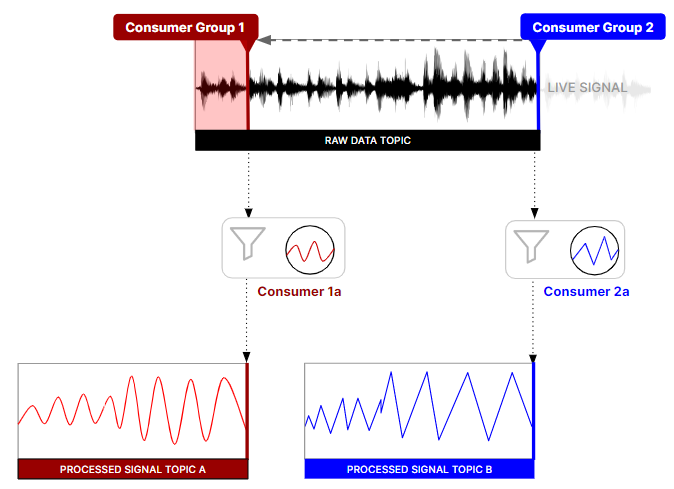 Consumer Group 1
Consumer Group 2
LIVE SIGNAL
RAW DATA TOPIC
Consumer 1a
Consumer 2a
PROCESSED SIGNAL TOPIC A
PROCESSED SIGNAL TOPIC B